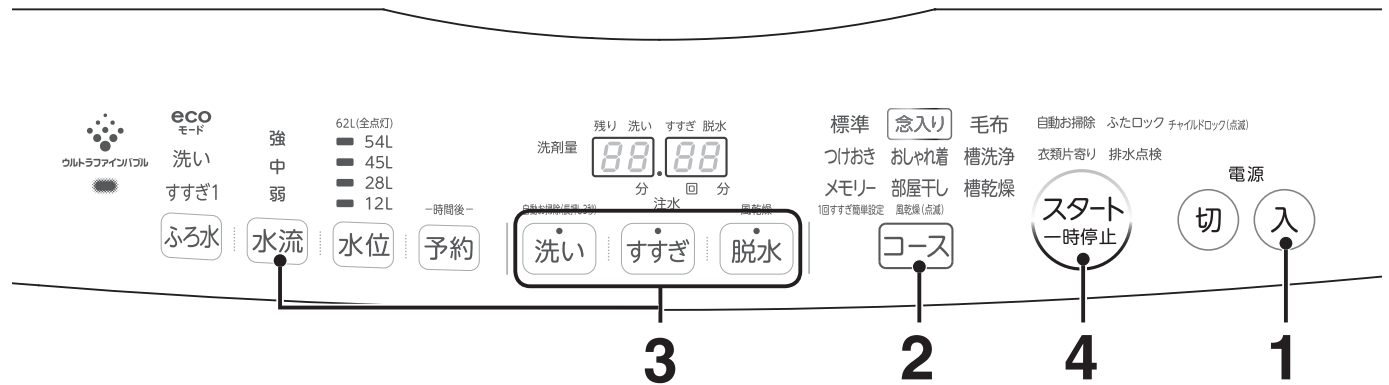 ウルトラファインバブル
eco
モード
洗い
すすぎ1
ふろ水
強
中
弱
水流
62L(全点灯)
54L
45L
28L
12L
水位
−時間後−
予約
洗剤量
残り 洗い すすぎ 脱水
88.88
分 回 分
自動お掃除(長押し3秒)
注水
風乾燥
洗い
すすぎ
脱水
標準 念入り 毛布
つけおき おしゃれ着 槽洗浄
メモリー 部屋干し 槽乾燥
1回すすぎ簡単設定 風乾燥(点滅)
コース
自動お掃除 ふたロック チャイルドロック(点滅)
衣類片寄り 排水点検
スタート
一時停止
電源
切
入
3
2
4
1